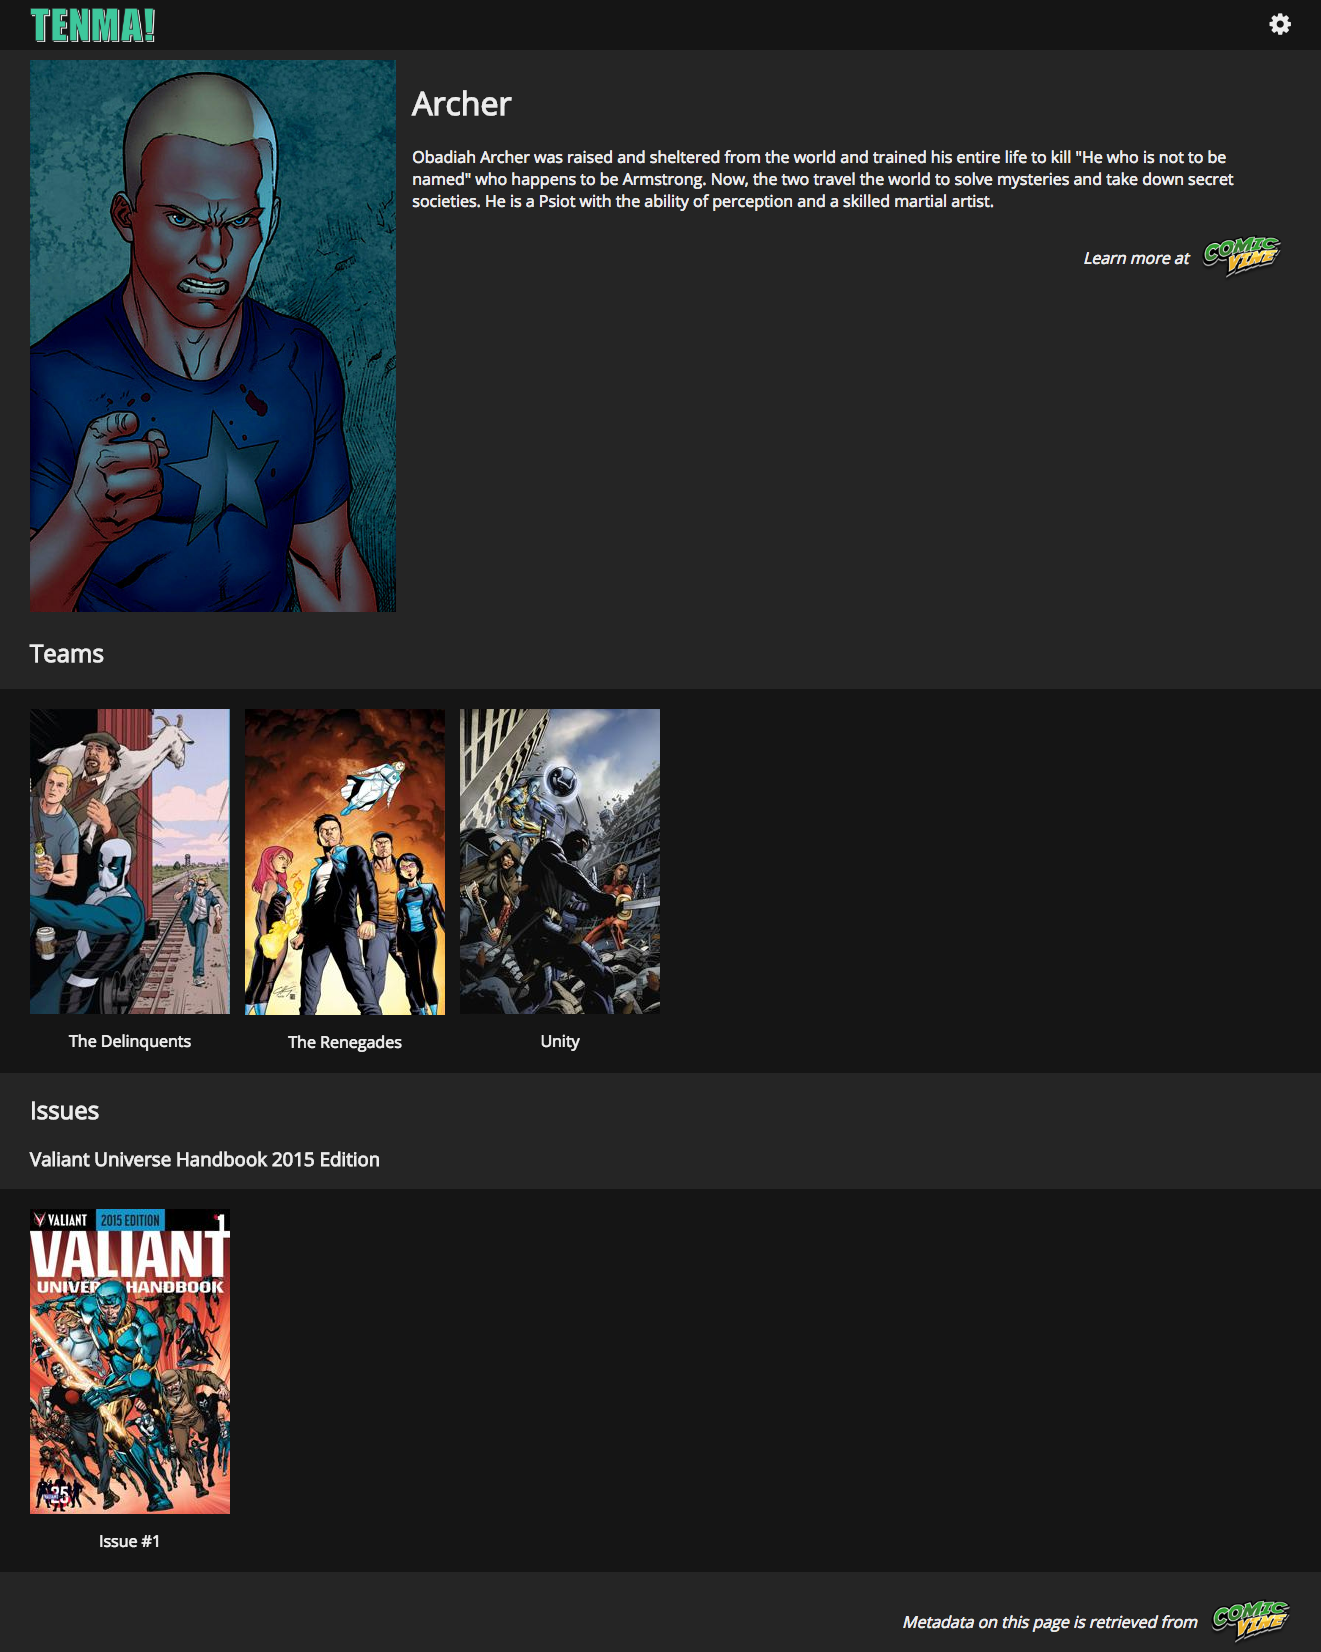 TENMA!
Archer
Obadiah Archer was raised and sheltered from the world and trained his entire life to kill "He who is not to be
named" who happens to be Armstrong. Now, the two travel the world to solve mysteries and take down secret
societies. He is a Psiot with the ability of perception and a skilled martial artist.
Learn more at COMIC VINE
Teams
The Delinquents
The Renegades
Unity
Issues
Valiant Universe Handbook 2015 Edition
VALIANT 2015 EDITION 1
VALIANT
UNIVER HANDBOOK
25
Issue #1
Metadata on this page is retrieved from COMIC VINE